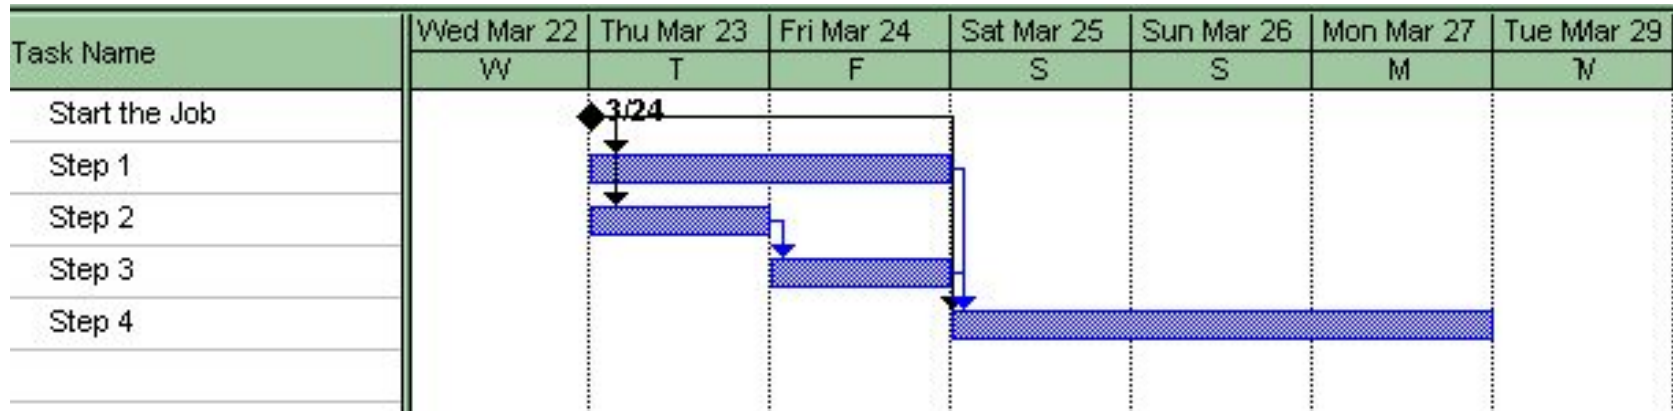 Task Name
Wed Mar 22 Thu Mar 23 Fri Mar 24 Sat Mar 25 Sun Mar 26 Mon Mar 27 Tue Mar 29
W T F S S M
Start the Job
3/24
Step 1
Step 2
Step 3
Step 4